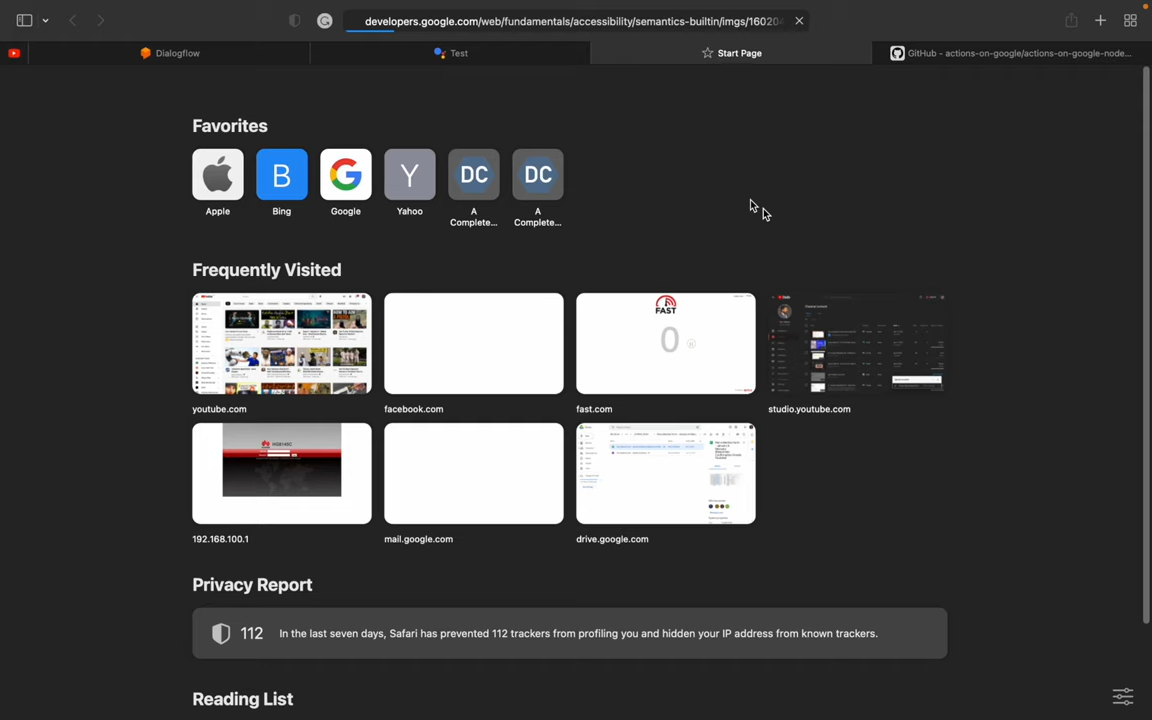 developers.google.com/web/fundamentals/accessibility/semantics-builtin/imgs/160204
Dialogflow
Test
Start Page
GitHub - actions-on-google/actions-on-google-node...
Favorites
B
Y
DC
DC
Apple
Bing
Google
Yahoo
A
Complete...
A
Complete...
Frequently Visited
FAST
0
youtube.com
facebook.com
fast.com
studio.youtube.com
192.168.100.1
mail.google.com
drive.google.com
Privacy Report
112
In the last seven days, Safari has prevented 112 trackers from profiling you and hidden your IP address from known trackers.
Reading List